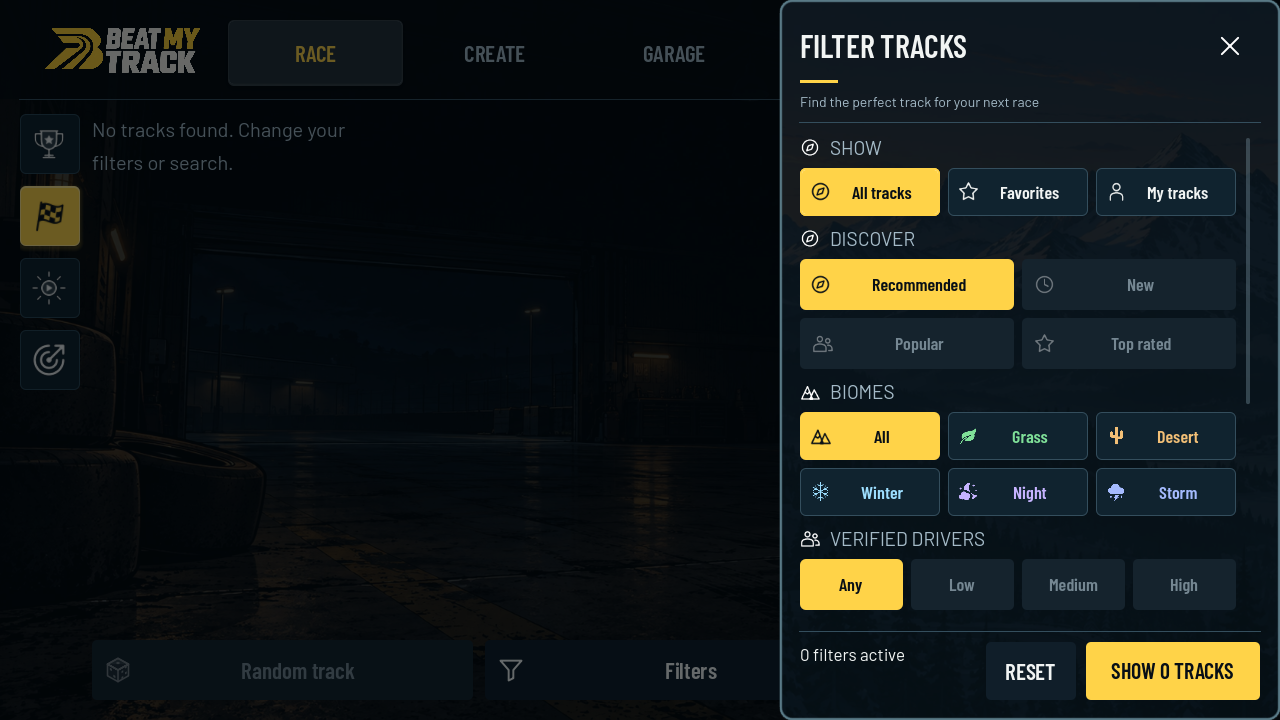 BEAT MY
TRACK
RACE
CREATE
GARAGE
No tracks found. Change your
filters or search.
Random track
Filters
FILTER TRACKS
Find the perfect track for your next race
SHOW
All tracks
Favorites
My tracks
DISCOVER
Recommended
New
Popular
Top rated
BIOMES
All
Grass
Desert
Winter
Night
Storm
VERIFIED DRIVERS
Any
Low
Medium
High
0 filters active
RESET
SHOW 0 TRACKS